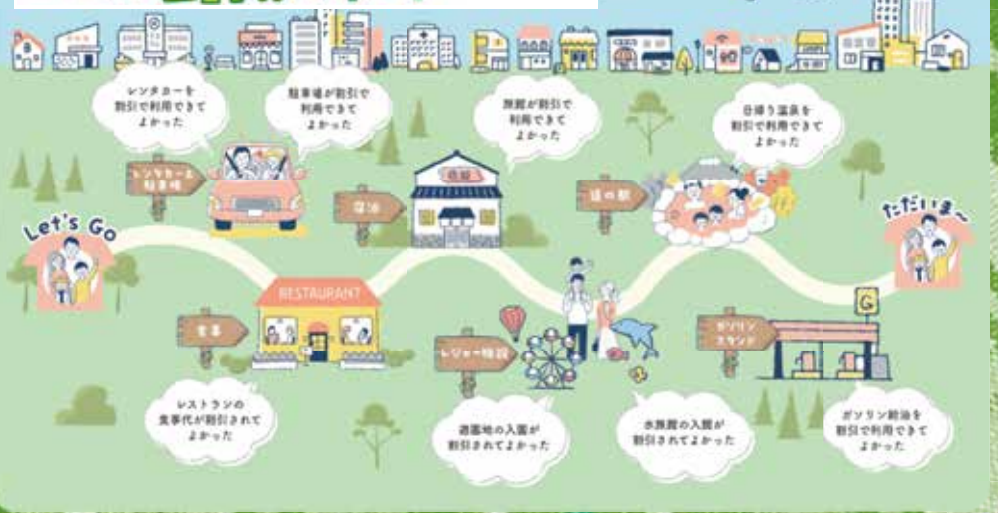 レンタカーを
割引で利用できて
よかった
駐車場が割引で
利用できて
よかった
旅館が割引で
利用できて
よかった
日帰り温泉を
割引で利用できて
よかった
レンタカー&
駐車場
宿泊
旅館
道の駅
Let's Go
ただいま〜
RESTAURANT
食事
レジャー施設
G
ガソリン
スタンド
レストランの
食事代が割引されて
よかった
遊園地の入園が
割引されてよかった
水族館の入館が
割引されてよかった
ガソリン給油を
割引で利用できて
よかった